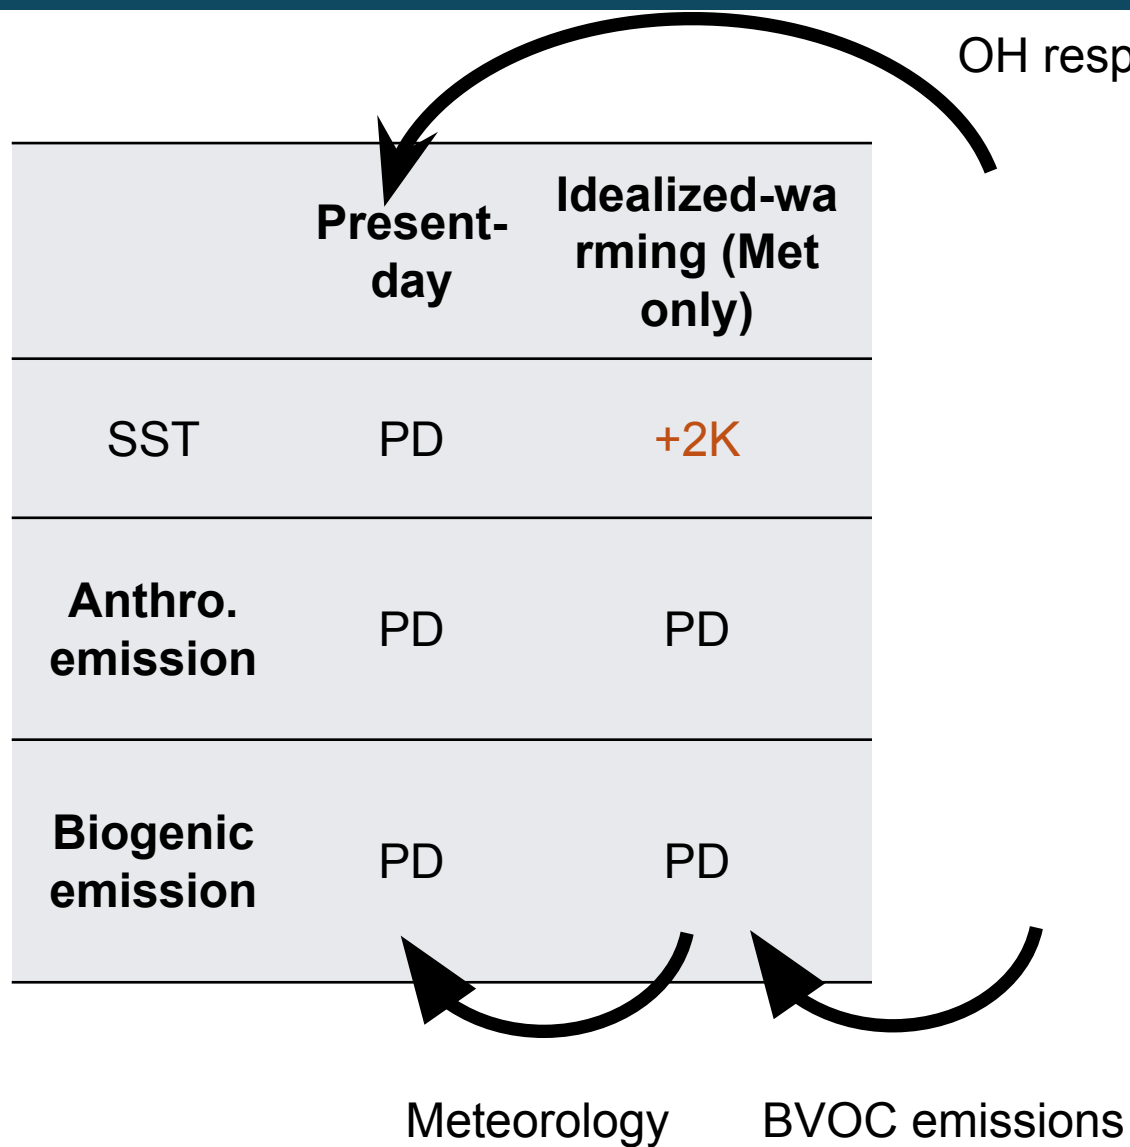 OH resp
Present-
day
Idealized-wa
rming (Met
only)
SST PD +2K
Anthro.
emission
PD PD
Biogenic
emission
PD PD
Meteorology BVOC emissions